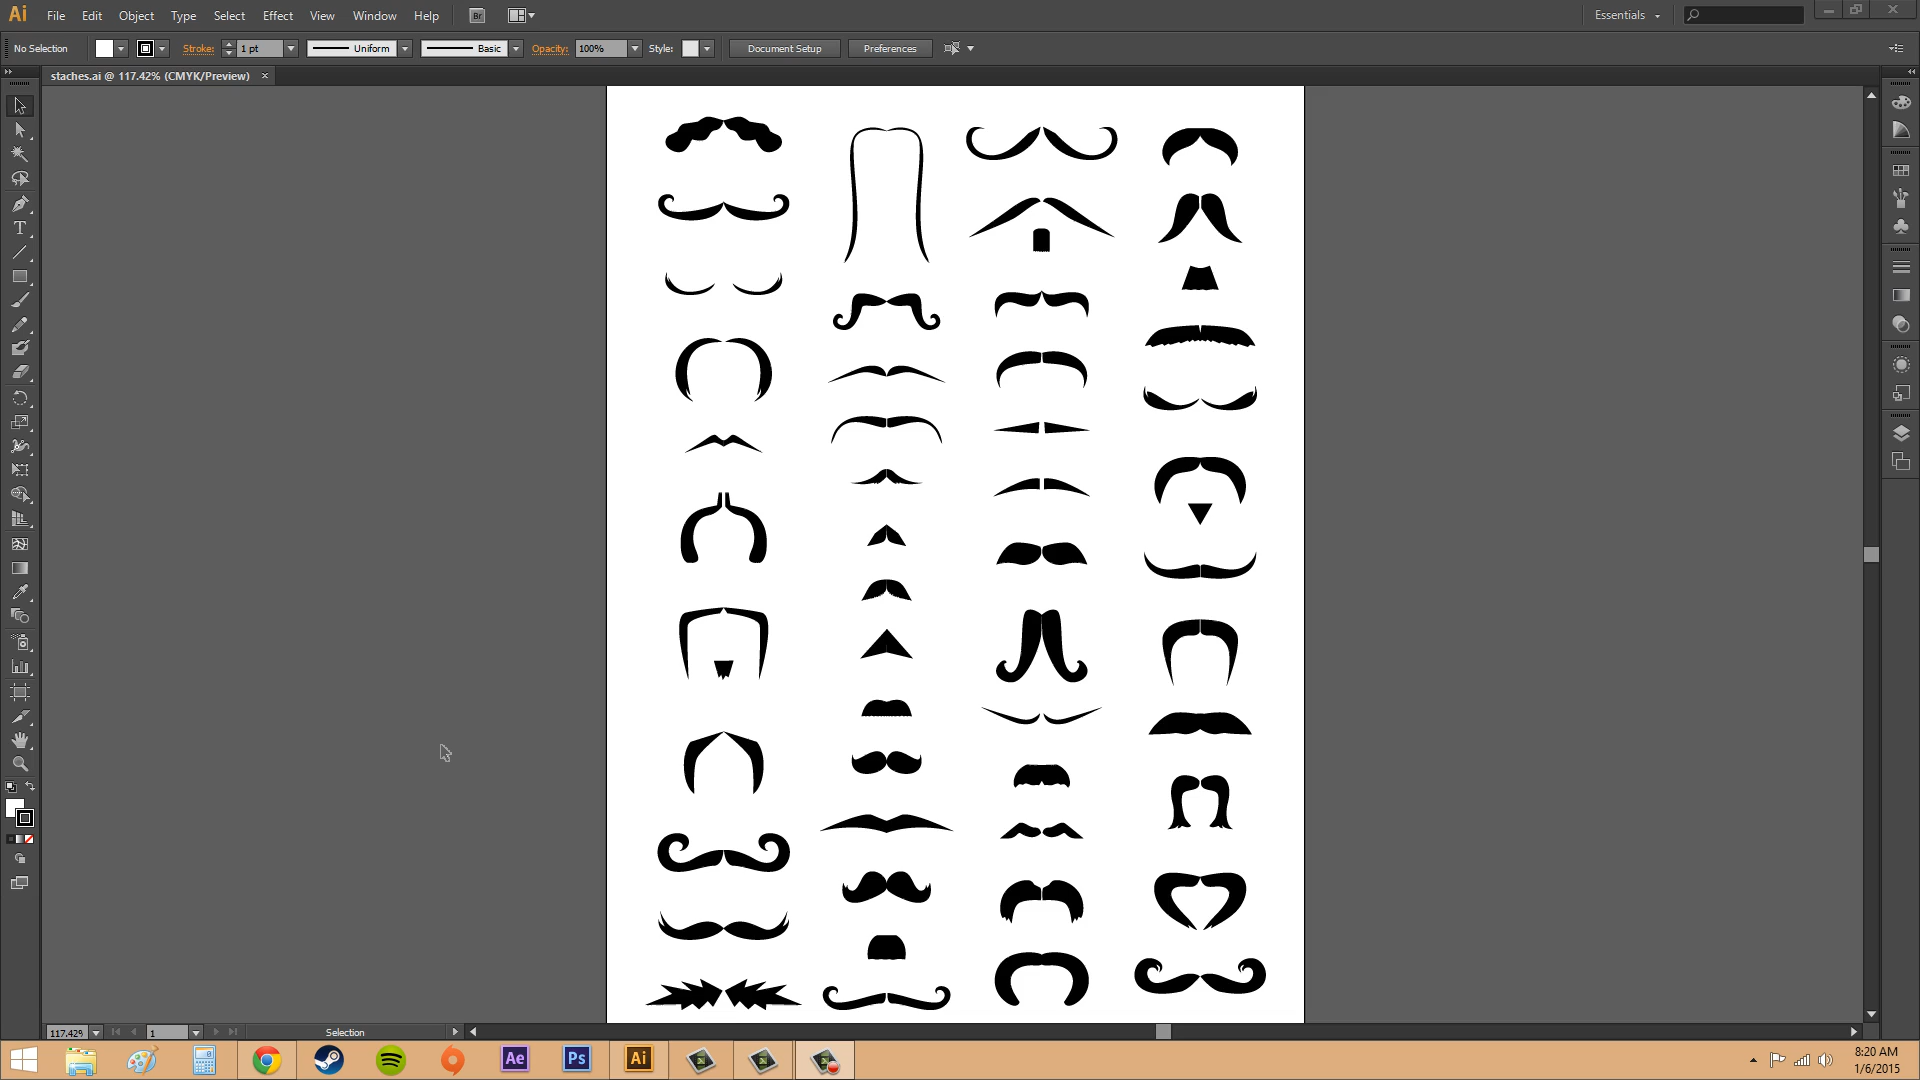 Ai File Edit Object Type Select Effect View Window Help Br Essentials
No Selection Stroke: 1 pt Uniform Basic Opacity: 100% Style: Document Setup Preferences
staches.ai @ 117.42% (CMYK/Preview) ×
T
117.42% 1 Selection
Ae Ps Ai 8:20 AM
1/6/2015